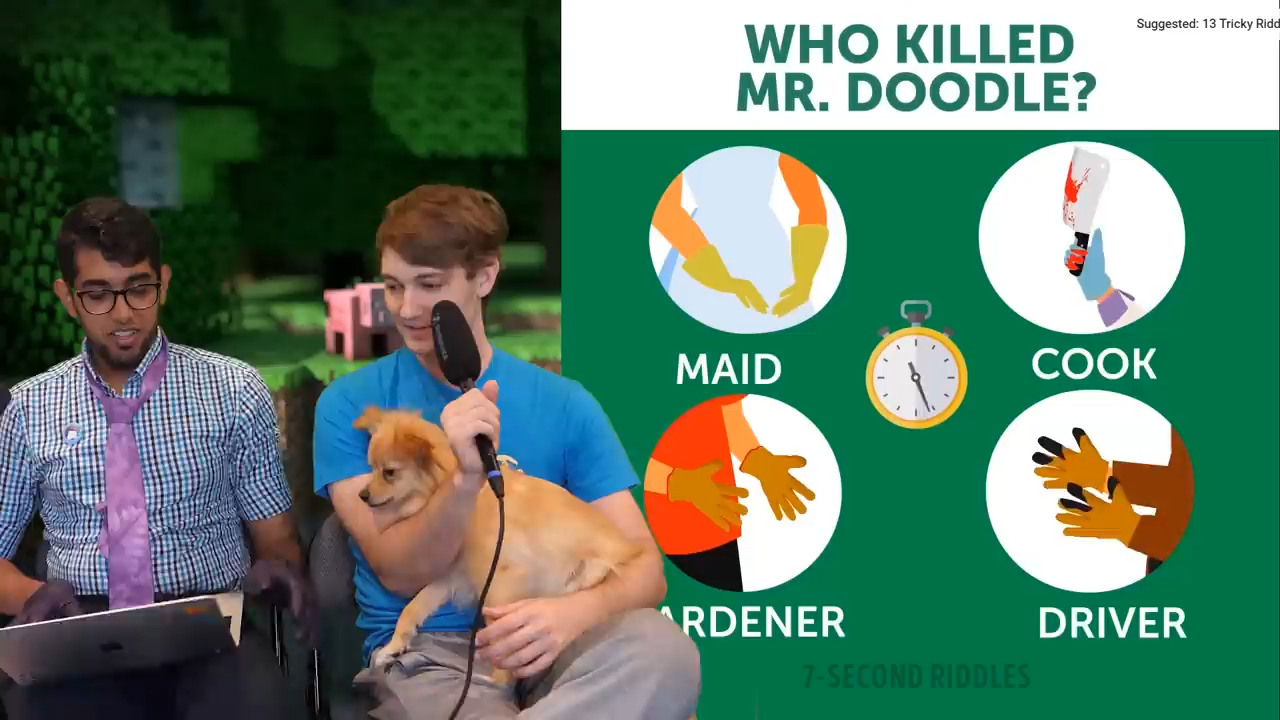 Suggested: 13 Tricky Ridd
WHO KILLED
MR. DOODLE?
MAID
COOK
ARDENER
DRIVER
7-SECOND RIDDLES